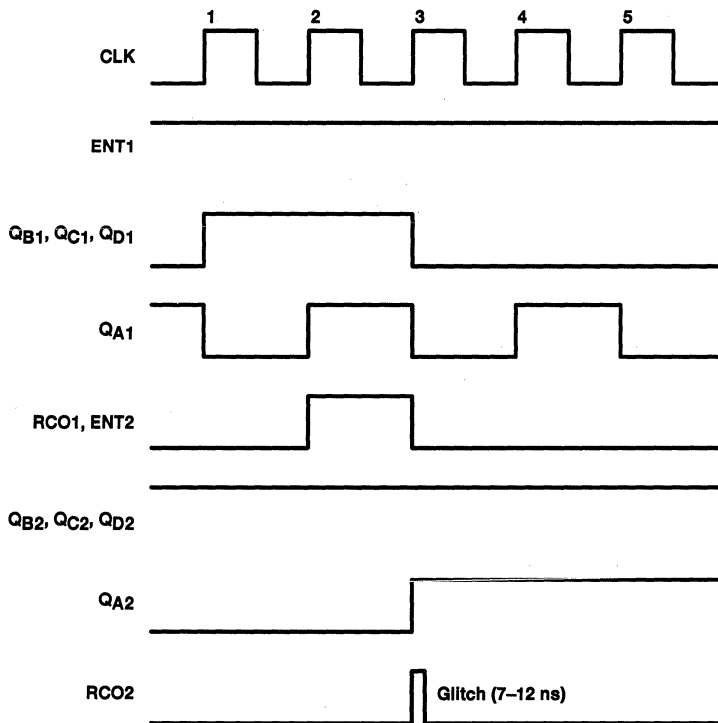 1 2 3 4 5
CLK
ENT1
QB1, QC1, QD1
QA1
RCO1, ENT2
QB2, QC2, QD2
QA2
RCO2
Glitch (7–12 ns)